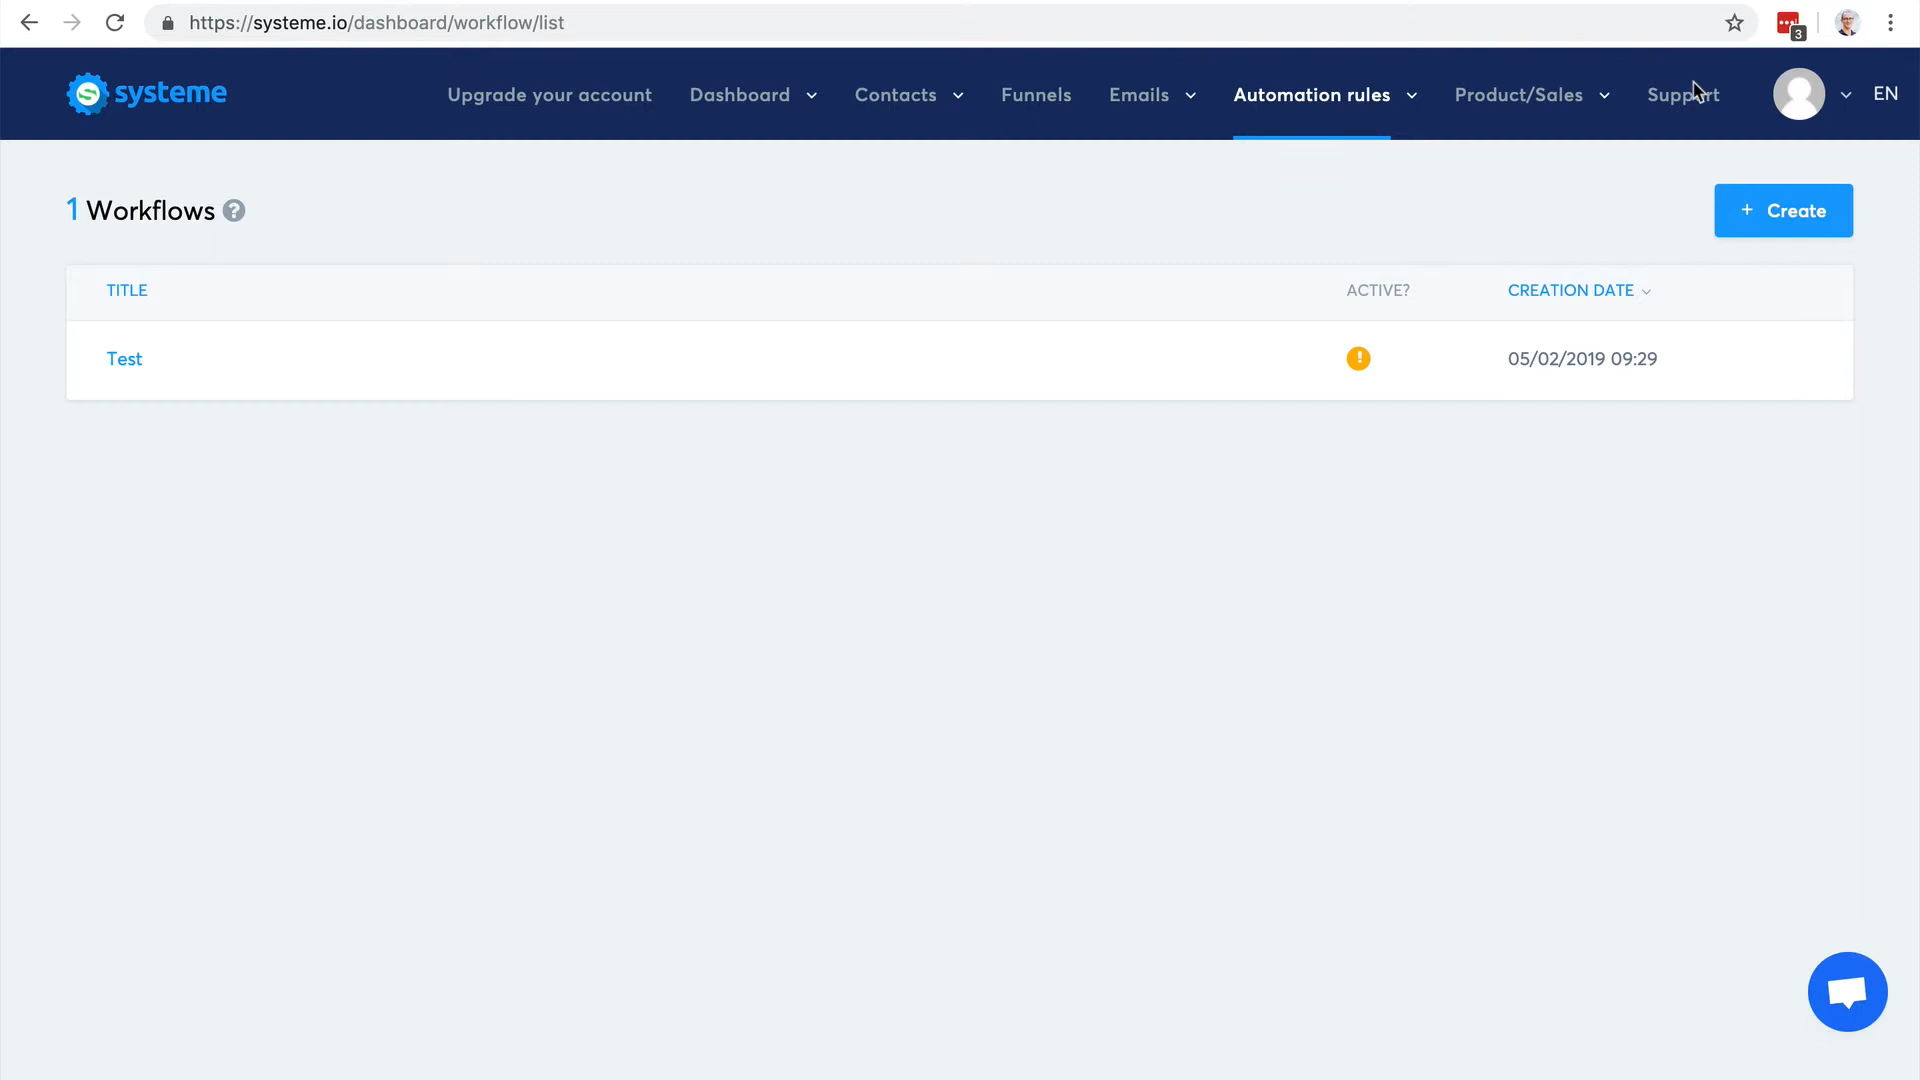 https://systeme.io/dashboard/workflow/list
3
systeme
Upgrade your account
Dashboard
Contacts
Funnels
Emails
Automation rules
Product/Sales
Support
EN
1 Workflows ?
+ Create
TITLE
ACTIVE?
CREATION DATE
Test
!
05/02/2019 09:29